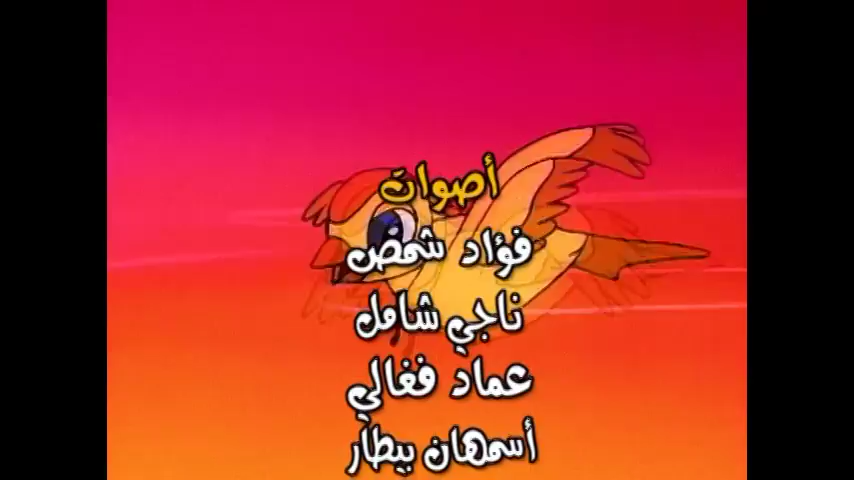 أصوات
فؤاد شمص
ناجي شامل
عماد فغالي
أسمهان بيطار